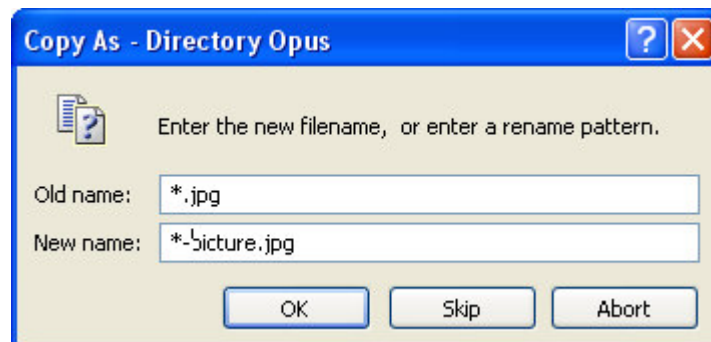 Copy As - Directory Opus
Enter the new filename, or enter a rename pattern.
Old name: *.jpg
New name: *-picture.jpg
OK Skip Abort